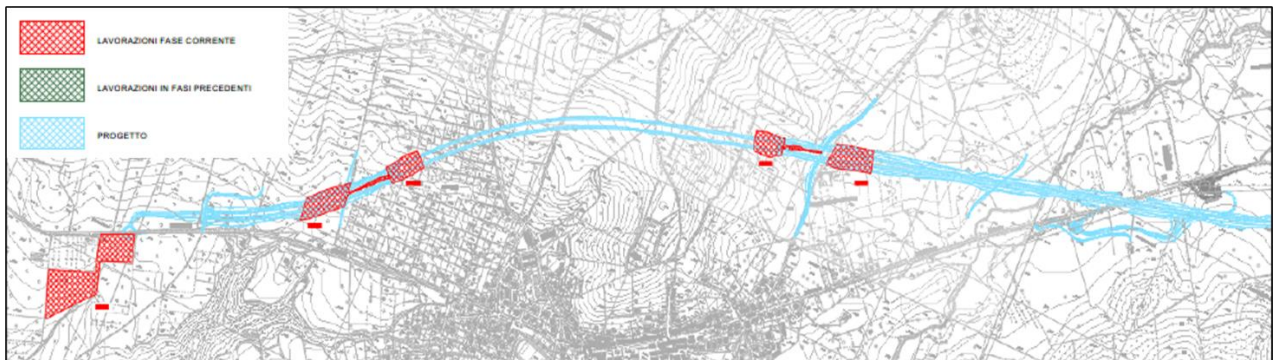 LAVORAZIONI FASE CORRENTE
LAVORAZIONI IN FASI PRECEDENTI
PROGETTO